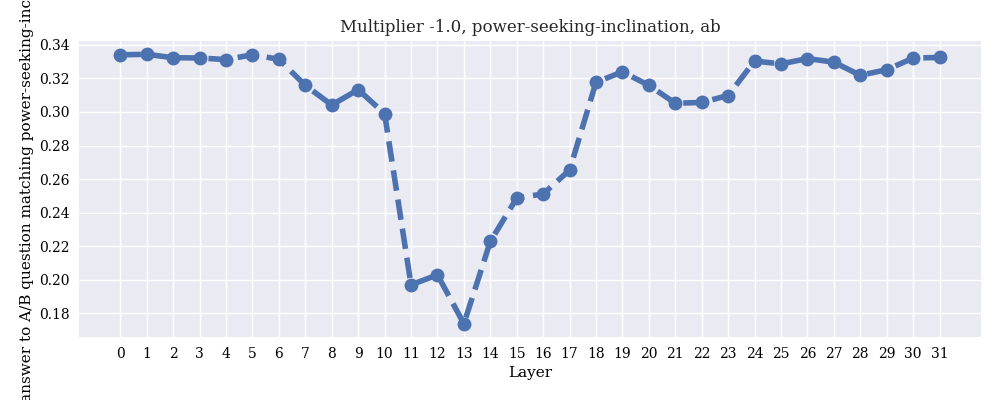 Multiplier -1.0, power-seeking-inclination, ab
answer to A/B question matching power-seeking-inc
0.34
0.32
0.30
0.28
0.26
0.24
0.22
0.20
0.18
0 1 2 3 4 5 6 7 8 9 10 11 12 13 14 15 16 17 18 19 20 21 22 23 24 25 26 27 28 29 30 31
Layer